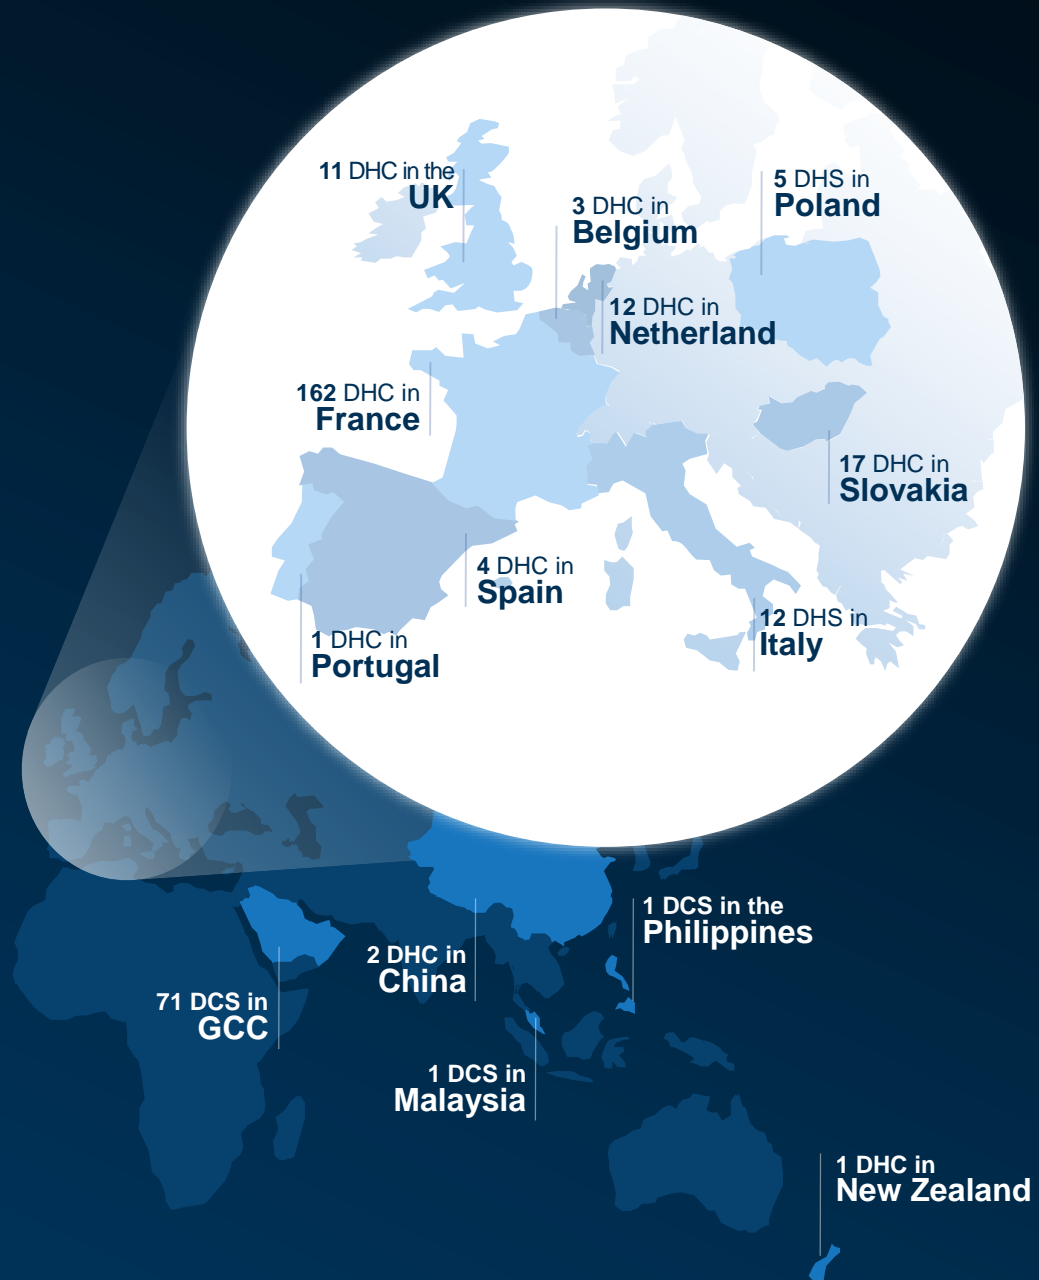 11 DHC in the
UK
5 DHS in
Poland
3 DHC in
Belgium
12 DHC in
Netherland
162 DHC in
France
17 DHC in
Slovakia
4 DHC in
Spain
12 DHS in
Italy
1 DHC in
Portugal
1 DCS in the
Philippines
2 DHC in
China
71 DCS in
GCC
1 DCS in
Malaysia
1 DHC in
New Zealand